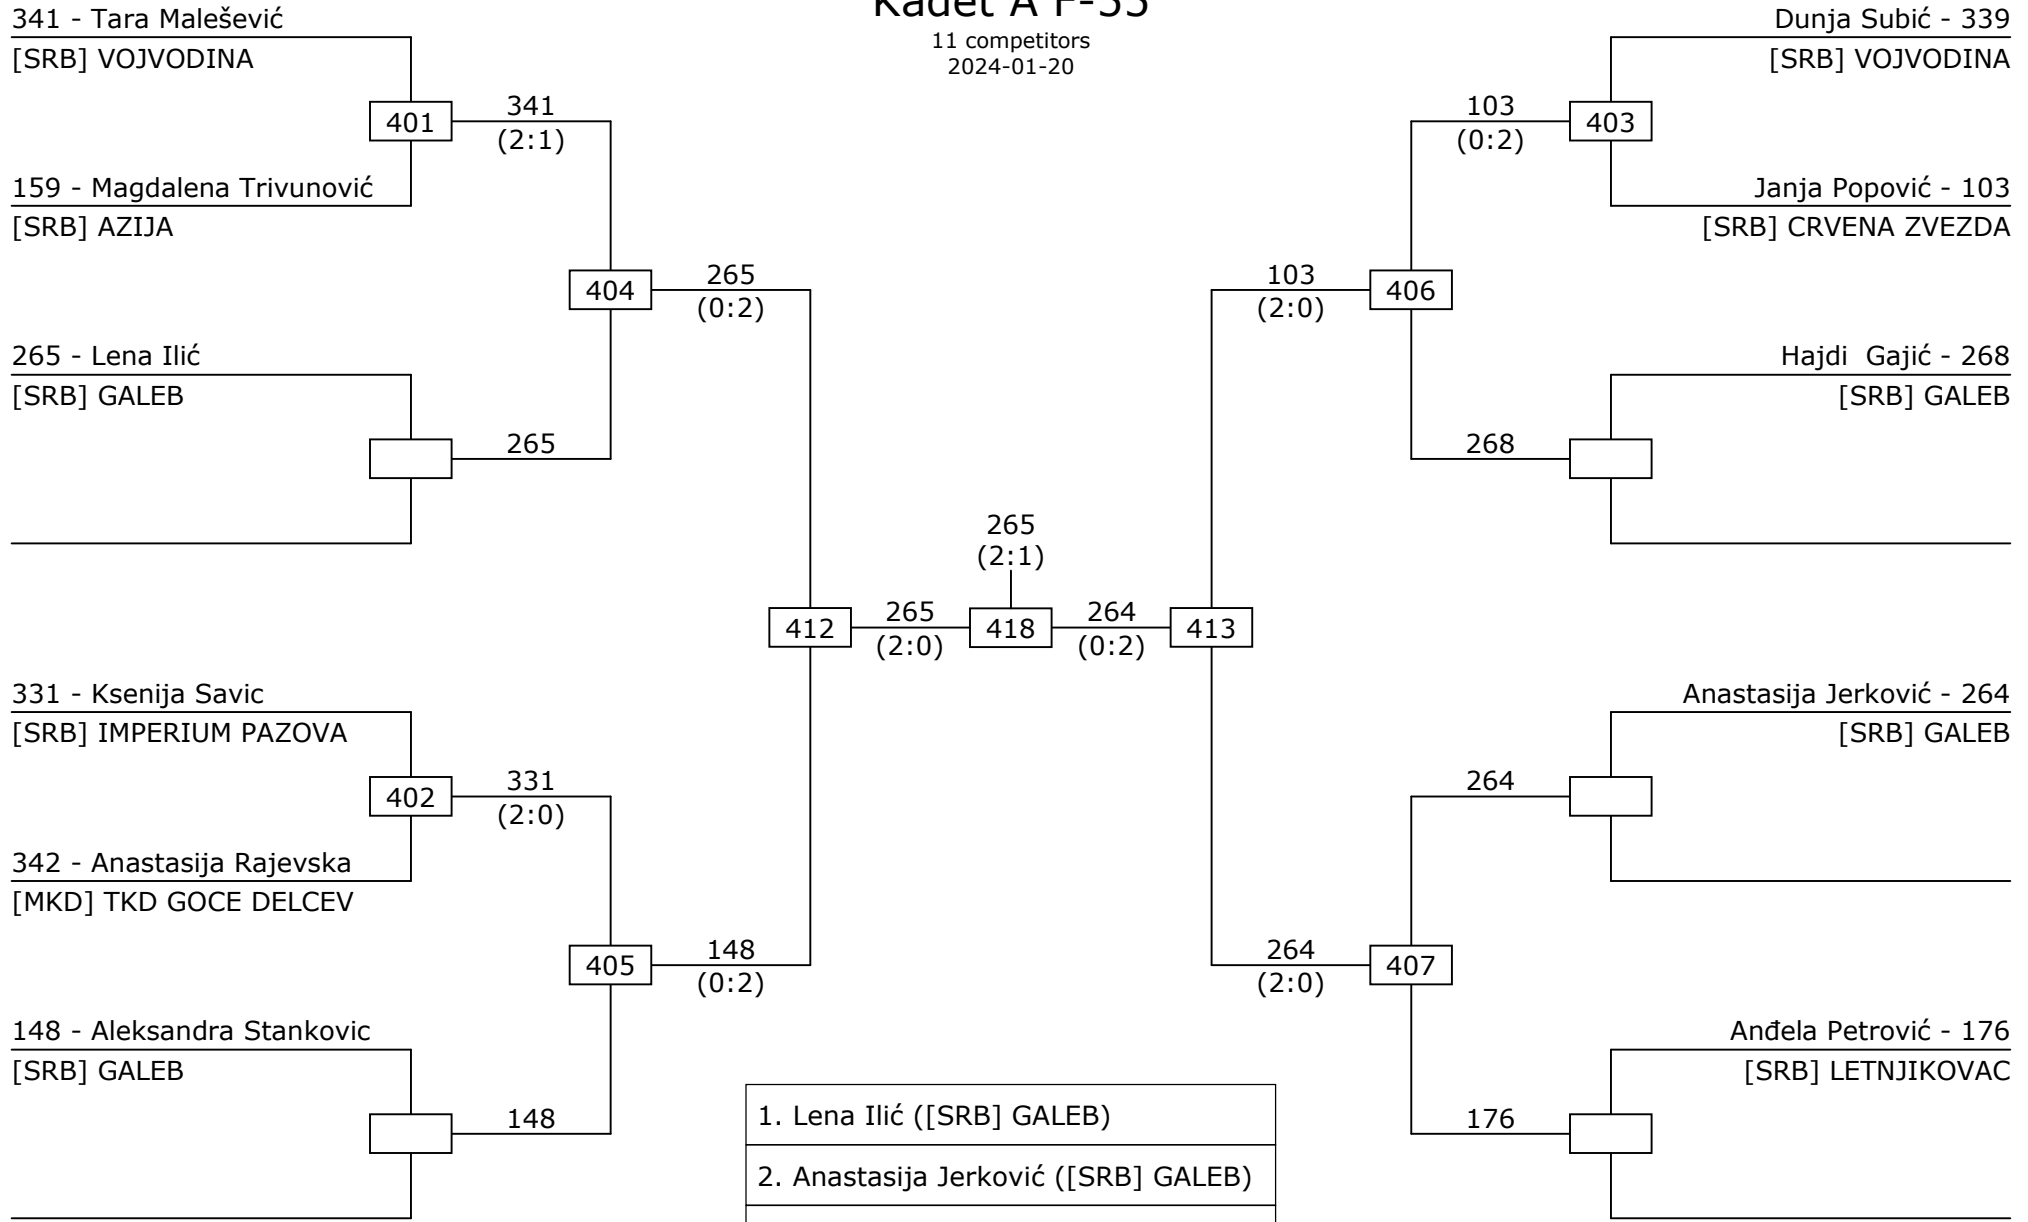 Kadet A F-55
11 competitors
2024-01-20
341 - Tara Malešević
[SRB] VOJVODINA
401
341
(2:1)
159 - Magdalena Trivunović
[SRB] AZIJA
404
265
(0:2)
265 - Lena Ilić
[SRB] GALEB
265
412
265
(2:0)
331 - Ksenija Savic
[SRB] IMPERIUM PAZOVA
402
331
(2:0)
342 - Anastasija Rajevska
[MKD] TKD GOCE DELCEV
405
148
(0:2)
148 - Aleksandra Stankovic
[SRB] GALEB
148
265
(2:1)
418
264
(0:2)
413
Dunja Subić - 339
[SRB] VOJVODINA
103
(0:2)
403
Janja Popović - 103
[SRB] CRVENA ZVEZDA
103
(2:0)
406
Hajdi  Gajić - 268
[SRB] GALEB
268
Anastasija Jerković - 264
[SRB] GALEB
264
264
(2:0)
407
Anđela Petrović - 176
[SRB] LETNJIKOVAC
176
1. Lena Ilić ([SRB] GALEB)
2. Anastasija Jerković ([SRB] GALEB)